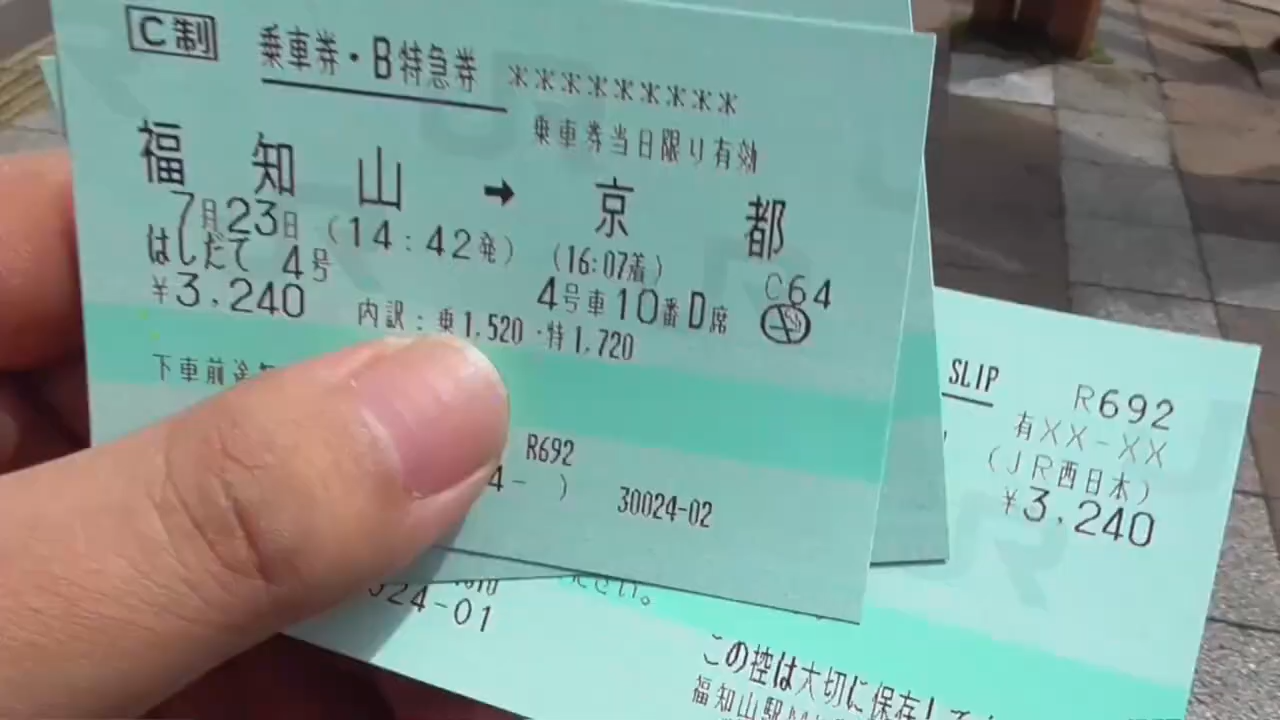 C制 乗車券・B特急券 *********
乗車券当日限り有効
福知山 → 京都
7月23日 (14:42発) (16:07着) C64
はしだて 4号 4号車10番D席
¥3,240 内訳:乗1,520・特1,720
下車前途
R692
4- ) 30024-02
24-01
ださい。
SLIP R692
有XX-XX
(JR西日本)
¥3,240
この控は大切に保存して
福知山駅